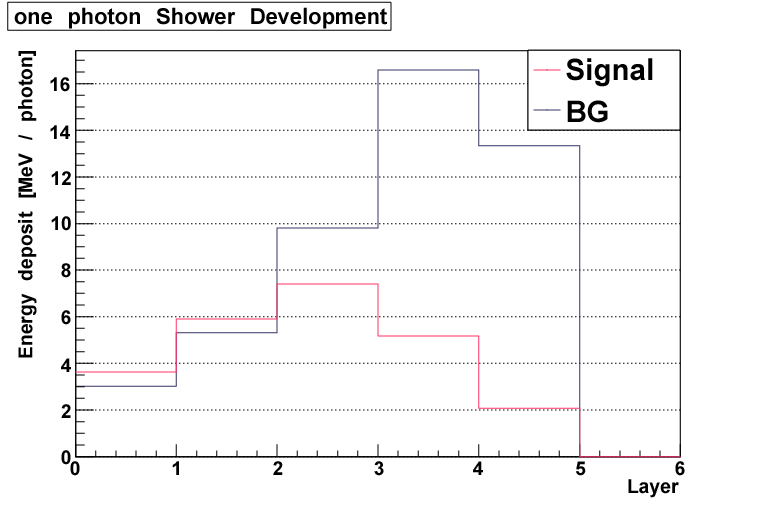 one photon Shower Development
Energy deposit [MeV / photon]
Signal
BG
16
14
12
10
8
6
4
2
0
0 1 2 3 4 5 6
Layer